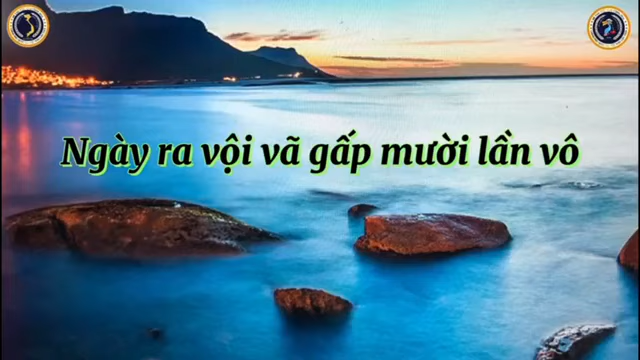 Ngày ra vội vã gấp mười lần vô